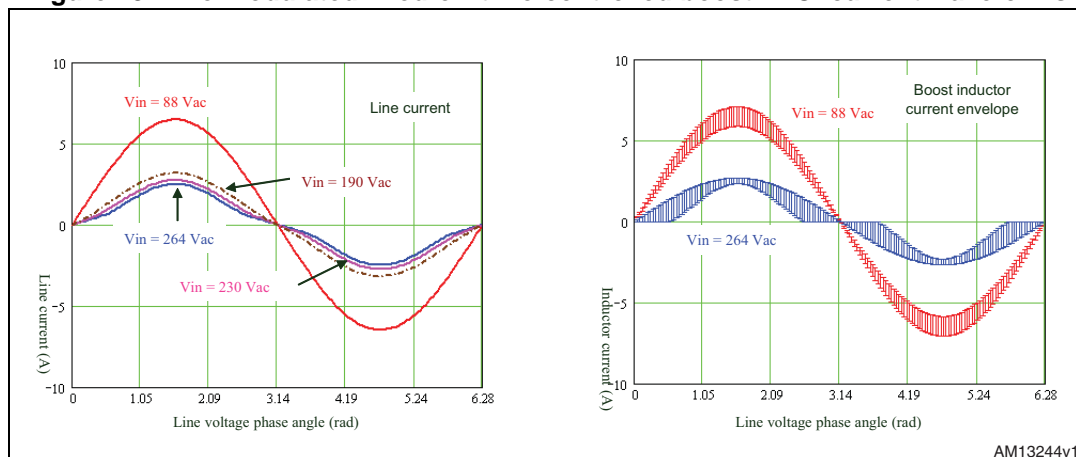 10
Vin = 88 Vac
Line current
5
Vin = 190 Vac
0
Vin = 264 Vac
Vin = 230 Vac
−5
Line current (A)
−10
0 1.05 2.09 3.14 4.19 5.24 6.28
Line voltage phase angle (rad)
10
Boost inductor
current envelope
Vin = 88 Vac
5
0
Vin = 264 Vac
−5
Inductor current (A)
−10
0 1.05 2.09 3.14 4.19 5.24 6.28
Line voltage phase angle (rad)
AM13244v1